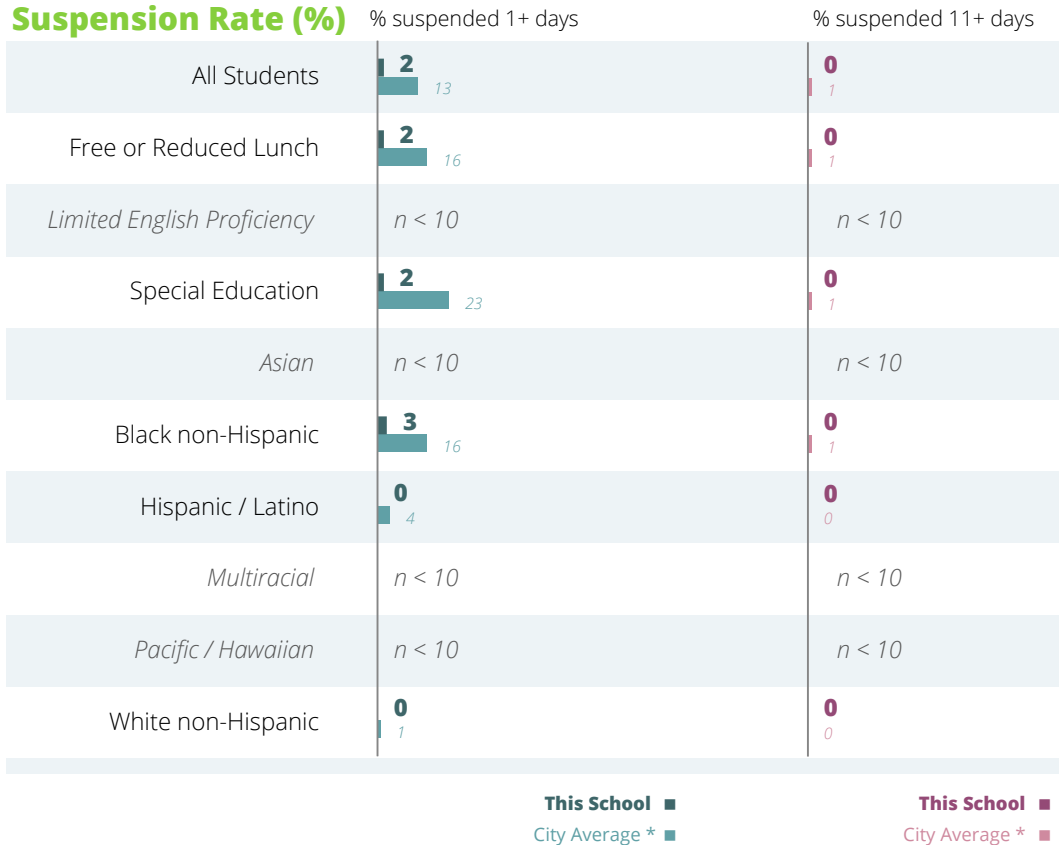 Suspension Rate (%) % suspended 1+ days % suspended 11+ days
All Students 2 0
13 1
Free or Reduced Lunch 2 0
16 1
Limited English Proficiency n < 10 n < 10
Special Education 2 0
23 1
Asian n < 10 n < 10
Black non-Hispanic 3 0
16 1
Hispanic / Latino 0 0
4 0
Multiracial n < 10 n < 10
Pacific / Hawaiian n < 10 n < 10
White non-Hispanic 0 0
1 0
This School This School
City Average * City Average *